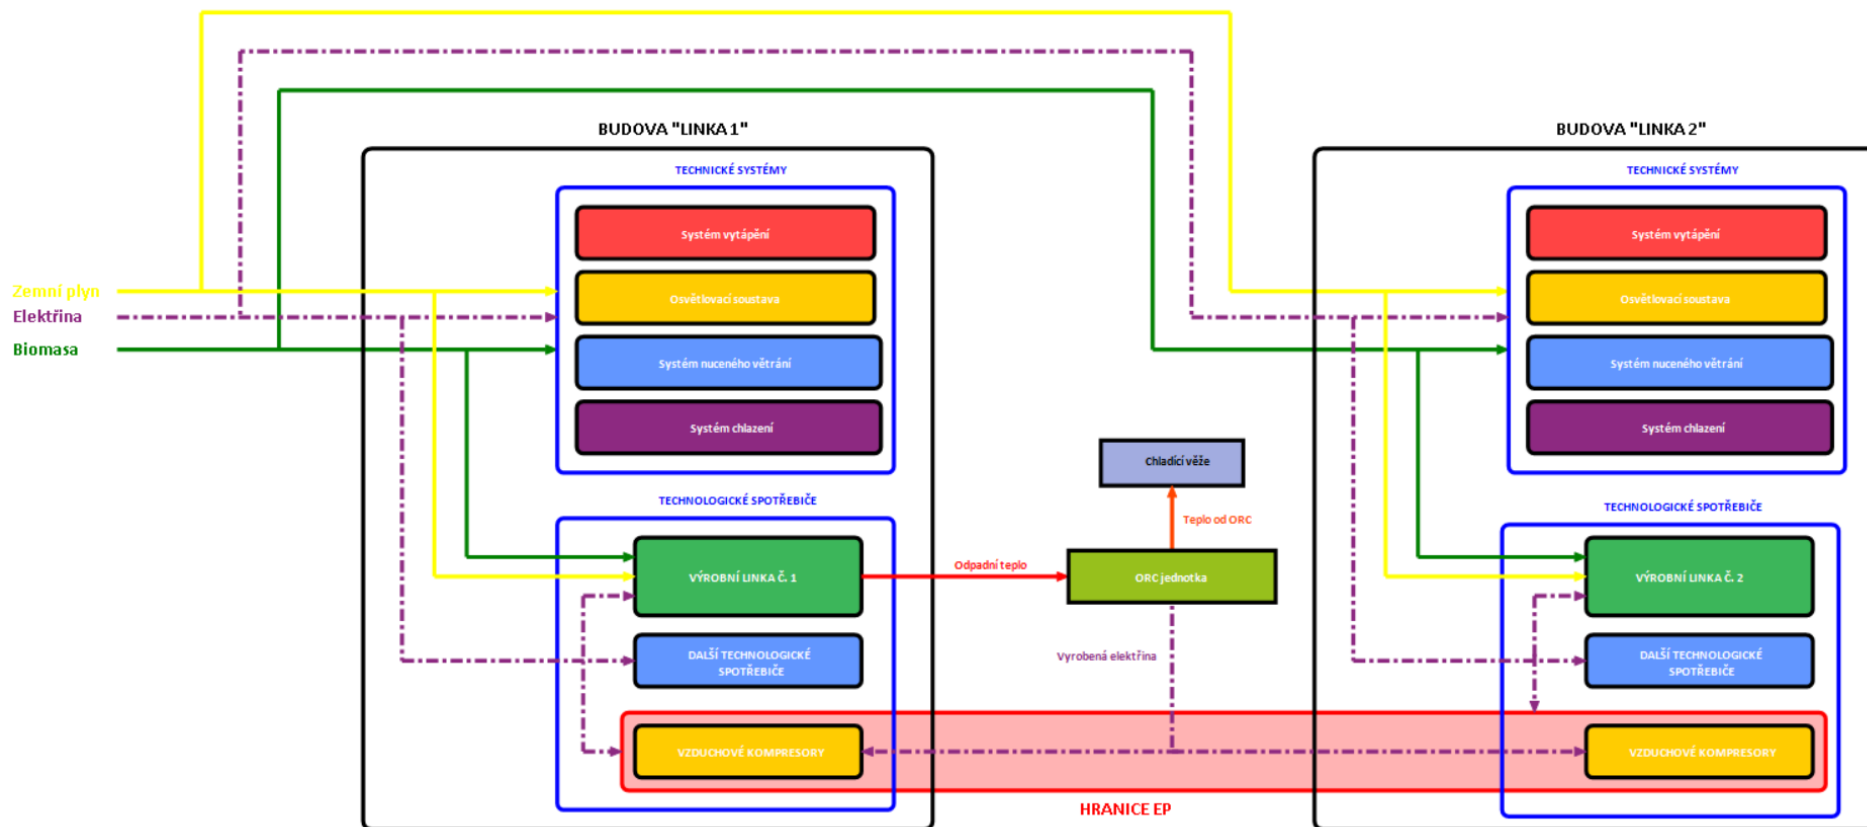 BUDOVA "LINKA 1"
BUDOVA "LINKA 2"
TECHNICKÉ SYSTÉMY
TECHNICKÉ SYSTÉMY
Systém vytápění
Systém vytápění
Zemní plyn
Osvětlovací soustava
Osvětlovací soustava
Elektřina
Biomasa
Systém nuceného větrání
Systém nuceného větrání
Systém chlazení
Systém chlazení
Chladící věže
TECHNOLOGICKÉ SPOTŘEBIČE
TECHNOLOGICKÉ SPOTŘEBIČE
Teplo od ORC
Odpadní teplo
VÝROBNÍ LINKA Č. 1
ORC jednotka
VÝROBNÍ LINKA Č. 2
DALŠÍ TECHNOLOGICKÉ
SPOTŘEBIČE
Vyrobená elektřina
DALŠÍ TECHNOLOGICKÉ
SPOTŘEBIČE
VZDUCHOVÉ KOMPRESORY
VZDUCHOVÉ KOMPRESORY
HRANICE EP